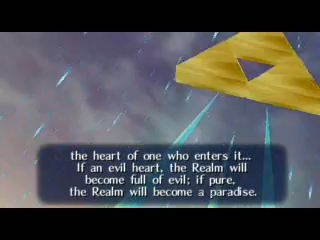 the heart of one who enters it...
If an evil heart, the Realm will
become full of evil; if pure,
the Realm will become a paradise.